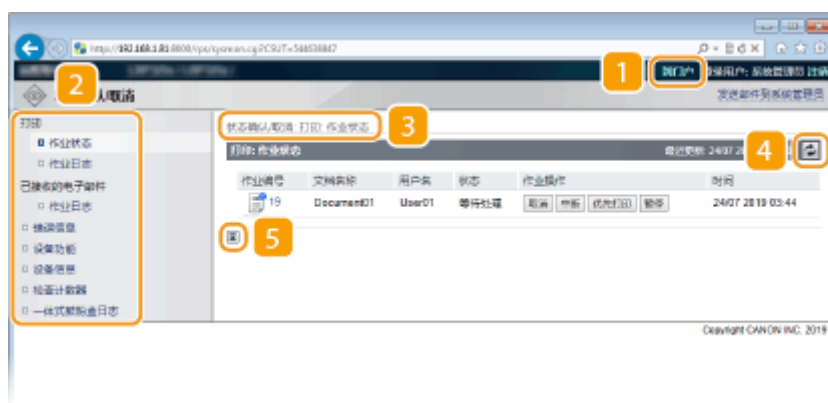 http://192.168.1.81:8000/rps/
1
到门户
登录用户: 系统管理员 注销
2
认/取消
发送邮件到系统管理员
打印
作业状态
作业日志
已接收的电子邮件
作业日志
错误信息
设备功能
设备信息
检查计数器
一体式碳粉盒日志
状态确认/取消: 打印: 作业状态
3
打印: 作业状态
最近更新: 24/07
4
作业编号 文档名称 用户名 状态 作业操作 时间
19 Document01 User01 等待处理 取消 中断 优先打印 暂停 24/07 2019 03:44
5
Copyright CANON INC. 2019